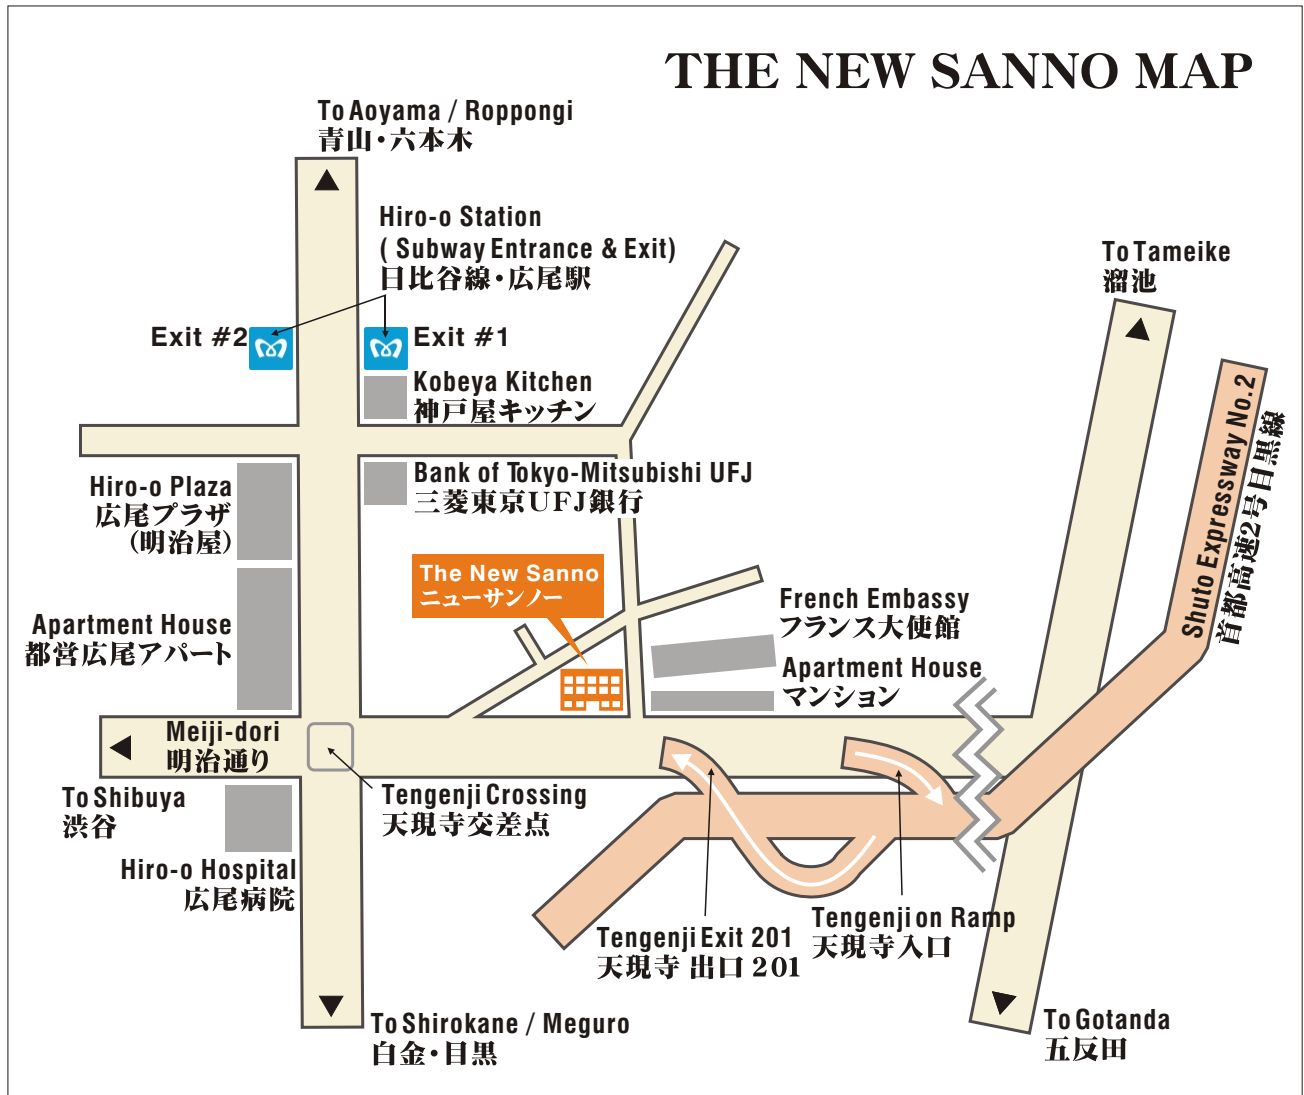 THE NEW SANNO MAP
To Aoyama / Roppongi
青山・六本木
Hiro-o Station
( Subway Entrance & Exit)
日比谷線・広尾駅
To Tameike
溜池
Exit #2
Exit #1
Kobeya Kitchen
神戸屋キッチン
Shuto Expressway No.2
首都高速2号目黒線
Bank of Tokyo-Mitsubishi UFJ
三菱東京UFJ銀行
Hiro-o Plaza
広尾プラザ
(明治屋)
The New Sanno
ニューサンノー
French Embassy
フランス大使館
Apartment House
都営広尾アパート
Apartment House
マンション
Meiji-dori
明治通り
To Shibuya
渋谷
Tengenji Crossing
天現寺交差点
Hiro-o Hospital
広尾病院
Tengenji Exit 201
天現寺 出口 201
Tengenji on Ramp
天現寺入口
To Shirokane / Meguro
白金・目黒
To Gotanda
五反田